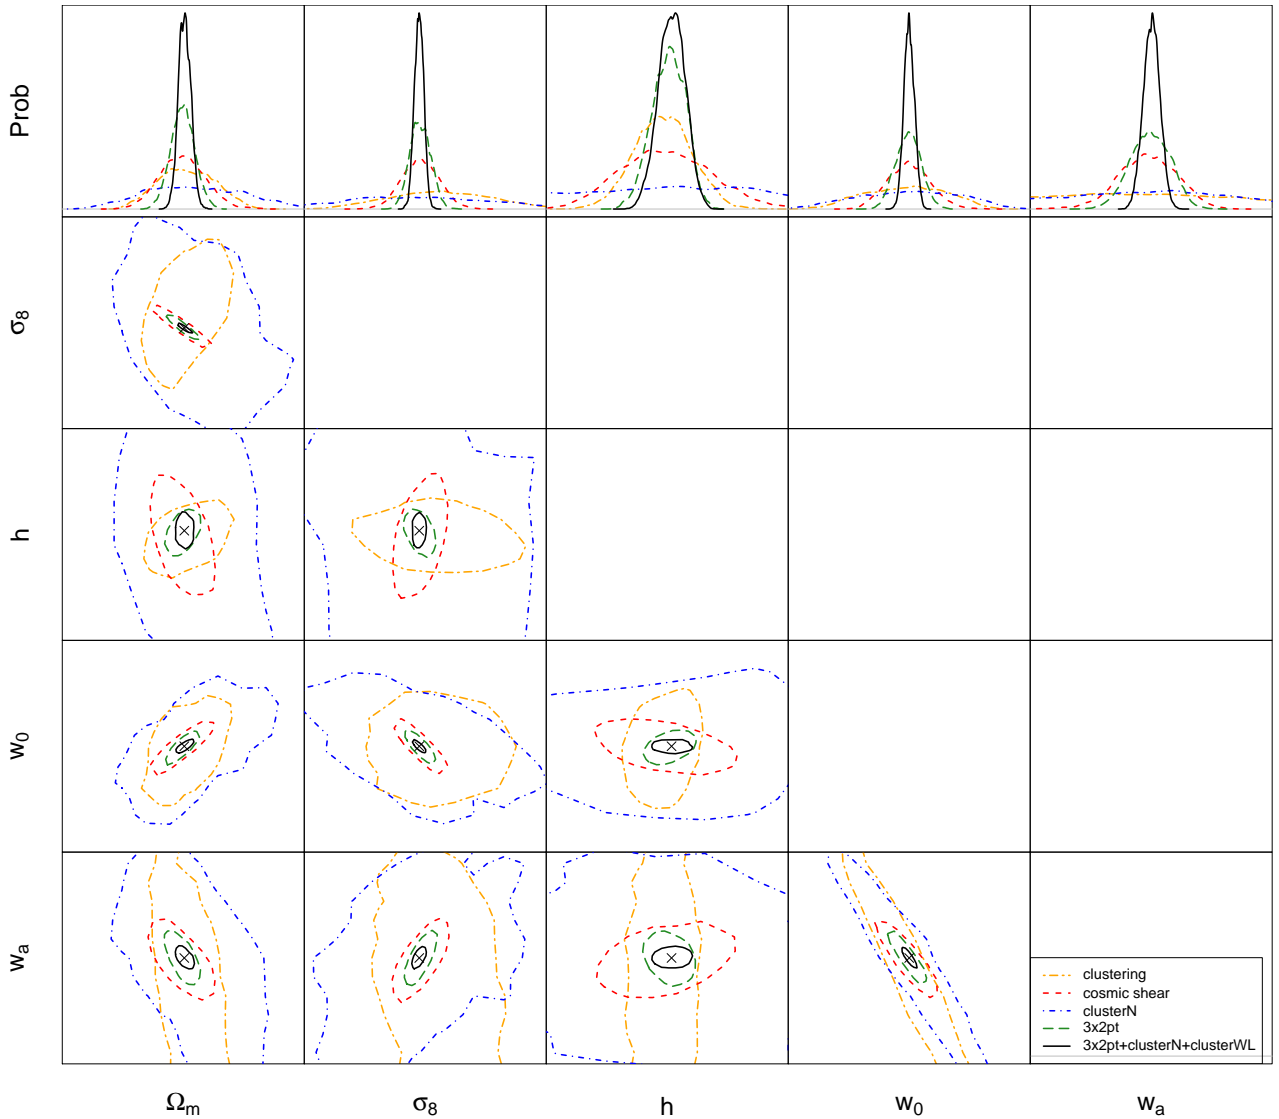 Prob
σ8
h
w0
wa
clustering
cosmic shear
clusterN
3x2pt
3x2pt+clusterN+clusterWL
Ωm σ8 h w0 wa